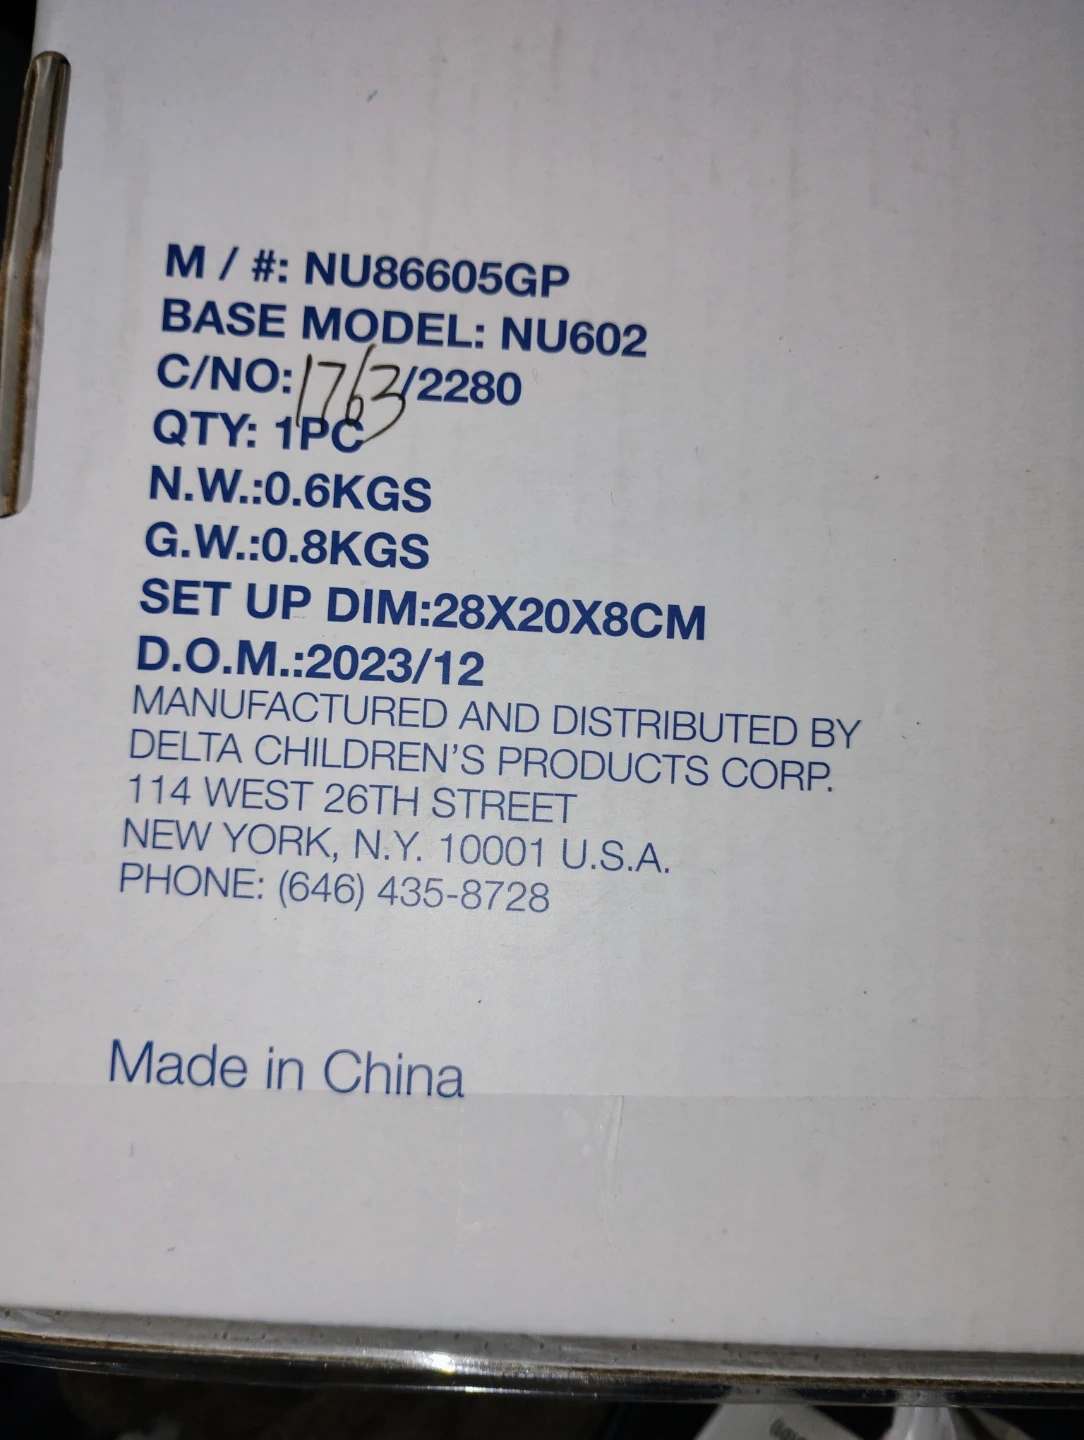 M / #: NU86605GP
BASE MODEL: NU602
C/NO: 1763/2280
QTY: 1PC
N.W.:0.6KGS
G.W.:0.8KGS
SET UP DIM:28X20X8CM
D.O.M.:2023/12
MANUFACTURED AND DISTRIBUTED BY
DELTA CHILDREN'S PRODUCTS CORP.
114 WEST 26TH STREET
NEW YORK, N.Y. 10001 U.S.A.
PHONE: (646) 435-8728
Made in China